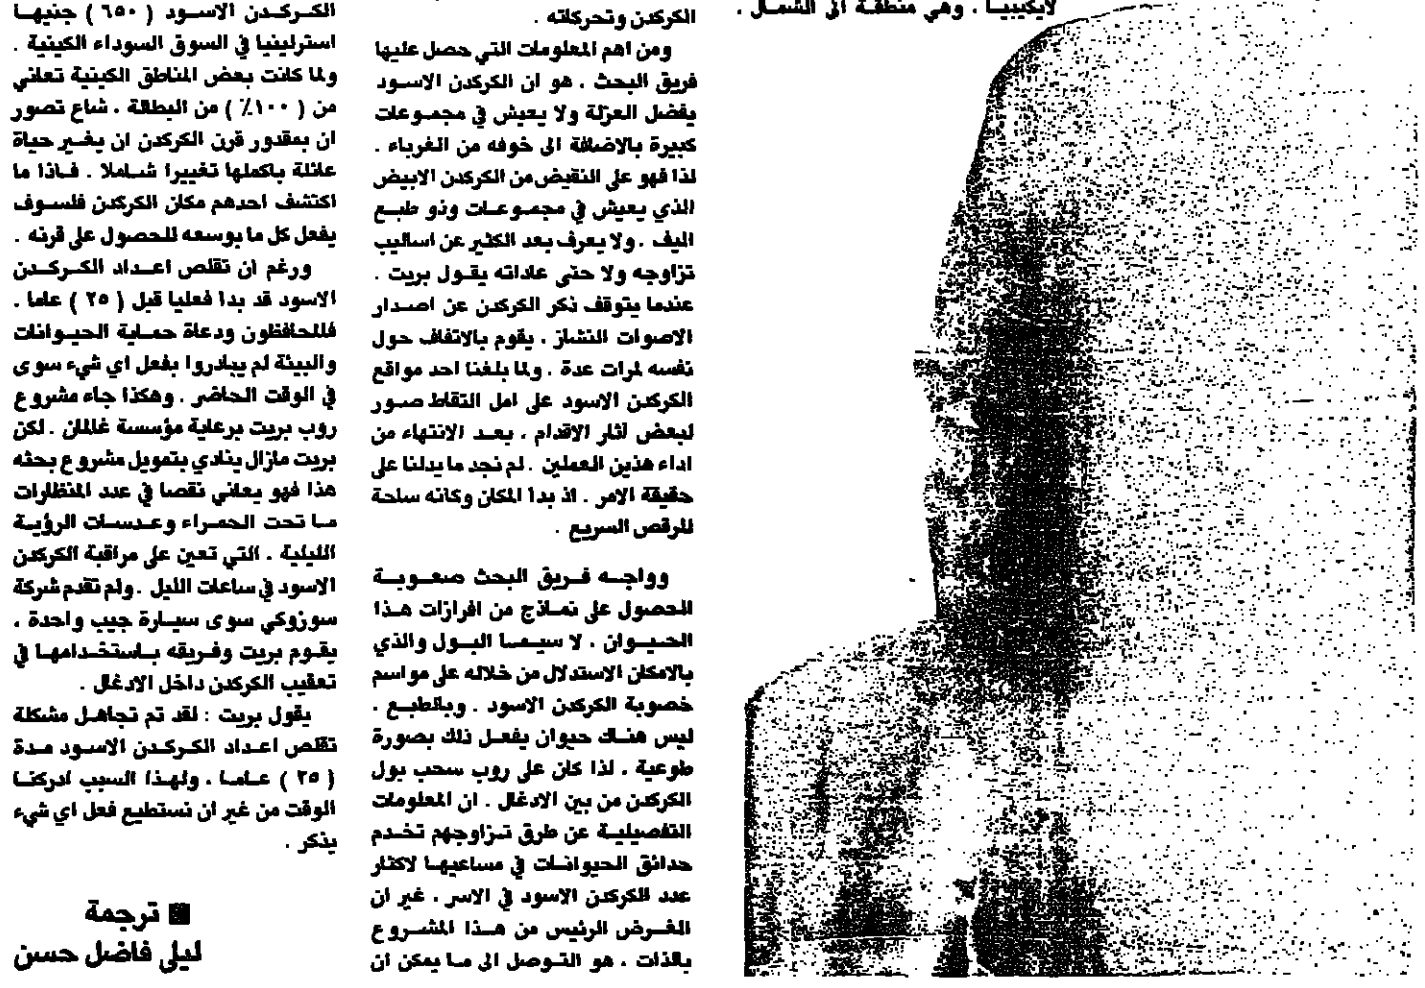 لايكيبيا . وهي منطقة الى الشمال .
الكركدن وتحركاته .
ومن اهم المعلومات التي حصل عليها
فريق البحث . هو ان الكركدن الاسود
يفضل العزلة ولا يعيش في مجموعات
كبيرة بالاضافة الى خوفه من الغرباء .
لذا فهو على النقيض من الكركدن الابيض
الذي يعيش في مجموعات وذو طبع
اليف . ولا يعرف بعد الكثير عن اساليب
تزاوجه ولا حتى عاداته يقول بريت .
عندما يتوقف ذكر الكركدن عن اصدار
الاصوات النشاز . يقوم بالالتفاف حول
نفسه لمرات عدة . ولما بلغنا احد مواقع
الكركدن الاسود على امل التقاط صور
لبعض اثار الاقدام . بعد الانتهاء من
اداء هذين العملين . لم نجد مايدلنا على
حقيقة الامر . اذ بدا المكان وكانه ساحة
للرقص السريع .
وواجه فريق البحث صعوبة
الحصول على نماذج من افرازات هذا
الحيوان . لا سيما البول والذي
بالامكان الاستدلال من خلاله على مواسم
خصوبة الكركدن الاسود . وبالطبع .
ليس هناك حيوان يفعل ذلك بصورة
طوعية . لذا كان على روب سحب بول
الكركدن من بين الادغال . ان المعلومات
التفصيلية عن طرق تزاوجهم تخدم
حدائق الحيوانات في مساعيها لاكثار
عدد الكركدن الاسود في الاسر . غير ان
الغرض الرئيس من هذا المشروع
بالذات . هو التوصل الى ما يمكن ان
الكركدن الاسود ( ٦٥٠ ) جنيها
استرلينيا في السوق السوداء الكينية .
ولما كانت بعض المناطق الكينية تعاني
من ( ١٠٠٪ ) من البطالة . شاع تصور
ان بمقدور قرن الكركدن ان يغير حياة
عائلة باكملها تغييرا شاملا . فاذا ما
اكتشف احدهم مكان الكركدن فلسوف
يفعل كل ما بوسعه للحصول على قرنه .
ورغم ان تقلص اعداد الكركدن
الاسود قد بدا فعليا قبل ( ٢٥ ) عاما .
فللمحافظون ودعاة حماية الحيوانات
والبيئة لم يبادروا بفعل اي شيء سوى
في الوقت الحاضر . وهكذا جاء مشروع
روب بريت برعاية مؤسسة غالمان . لكن
بريت مازال ينادي بتمويل مشروع بحثه
هذا فهو يعاني نقصا في عدد المنظارات
ما تحت الحمراء وعدسات الرؤية
الليلية . التي تعين على مراقبة الكركدن
الاسود في ساعات الليل . ولم تقدم شركة
سوزوكي سوى سيارة جيب واحدة .
يقوم بريت وفريقه باستخدامها في
تعقيب الكركدن داخل الادغال .
يقول بريت : لقد تم تجاهل مشكلة
تقلص اعداد الكركدن الاسود مدة
( ٢٥ ) عاما . ولهذا السبب ادركنا
الوقت من غير ان نستطيع فعل اي شيء
يذكر .
ترجمة
ليلى فاضل حسن